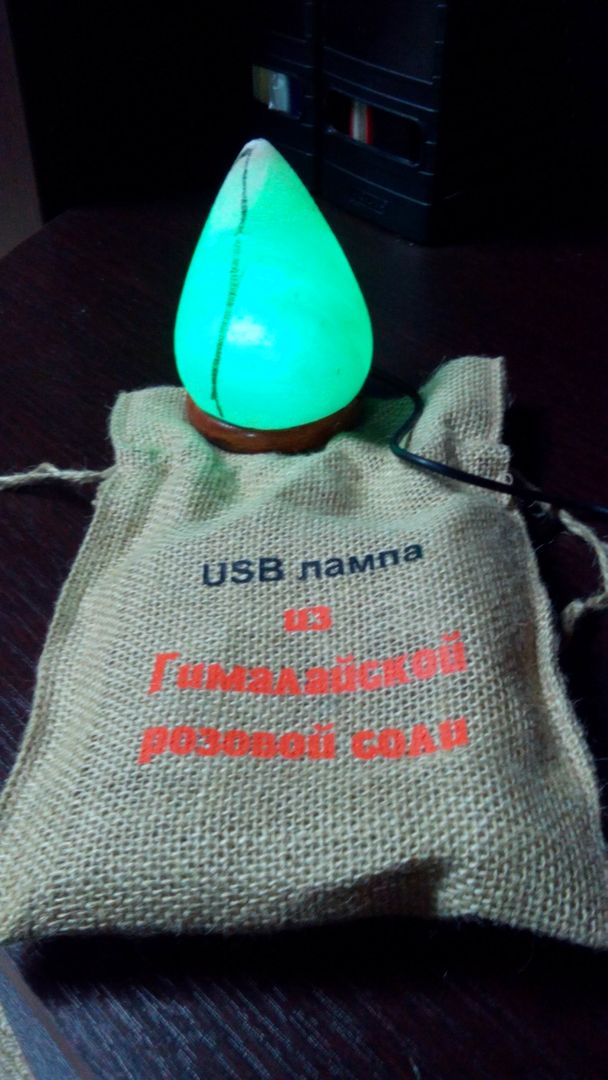 USB лампа
из
Гималайской
розовой соли